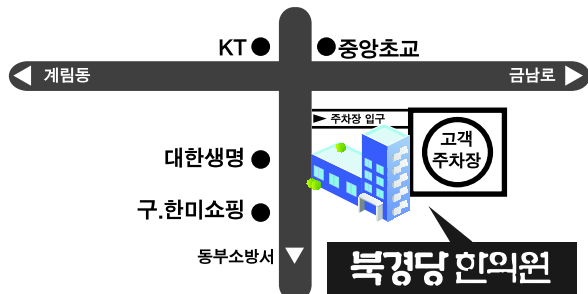 KT
중앙초교
계림동
금남로
주차장 입구
고객
주차장
대한생명
구.한미쇼핑
동부소방서
북경당 한의원